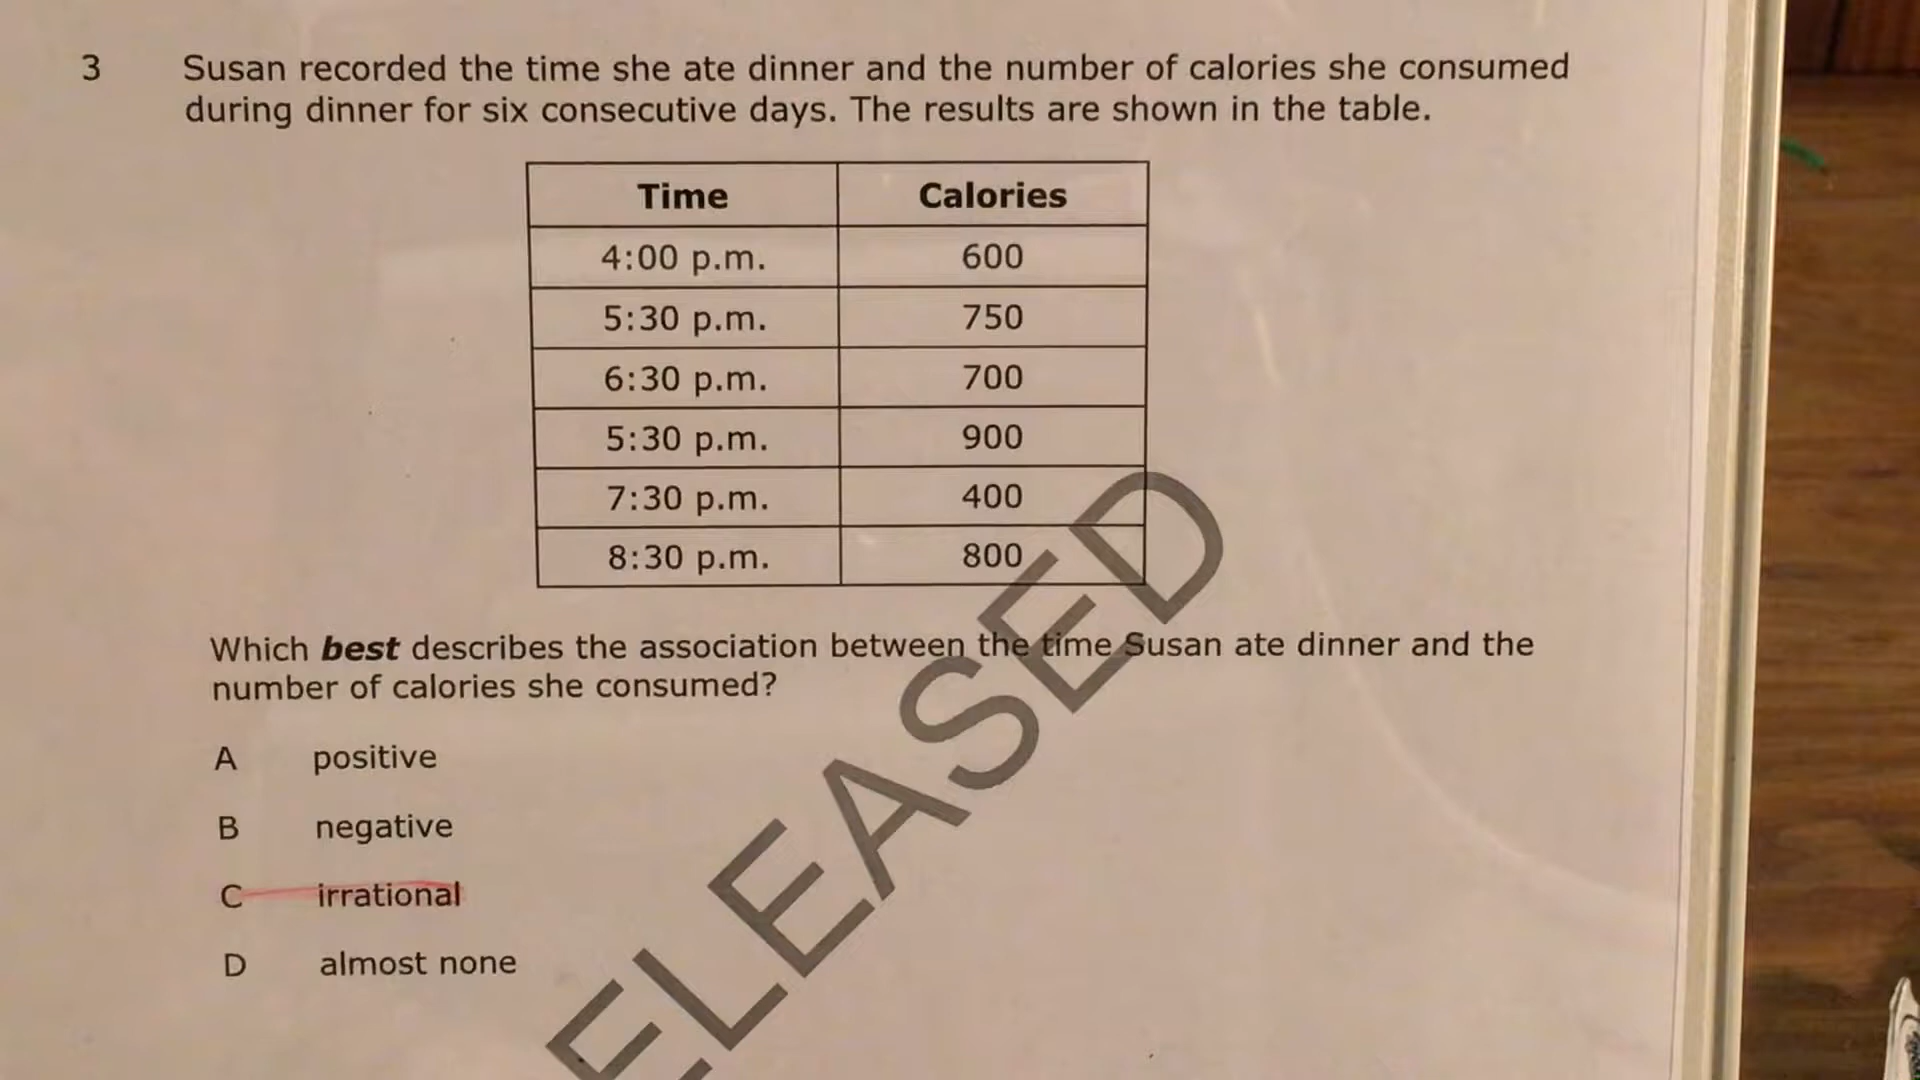 3 Susan recorded the time she ate dinner and the number of calories she consumed
during dinner for six consecutive days. The results are shown in the table.
Time Calories
4:00 p.m. 600
5:30 p.m. 750
6:30 p.m. 700
5:30 p.m. 900
7:30 p.m. 400
8:30 p.m. 800
Which best describes the association between the time Susan ate dinner and the
number of calories she consumed?
A positive
B negative
C irrational
D almost none
ELEASED